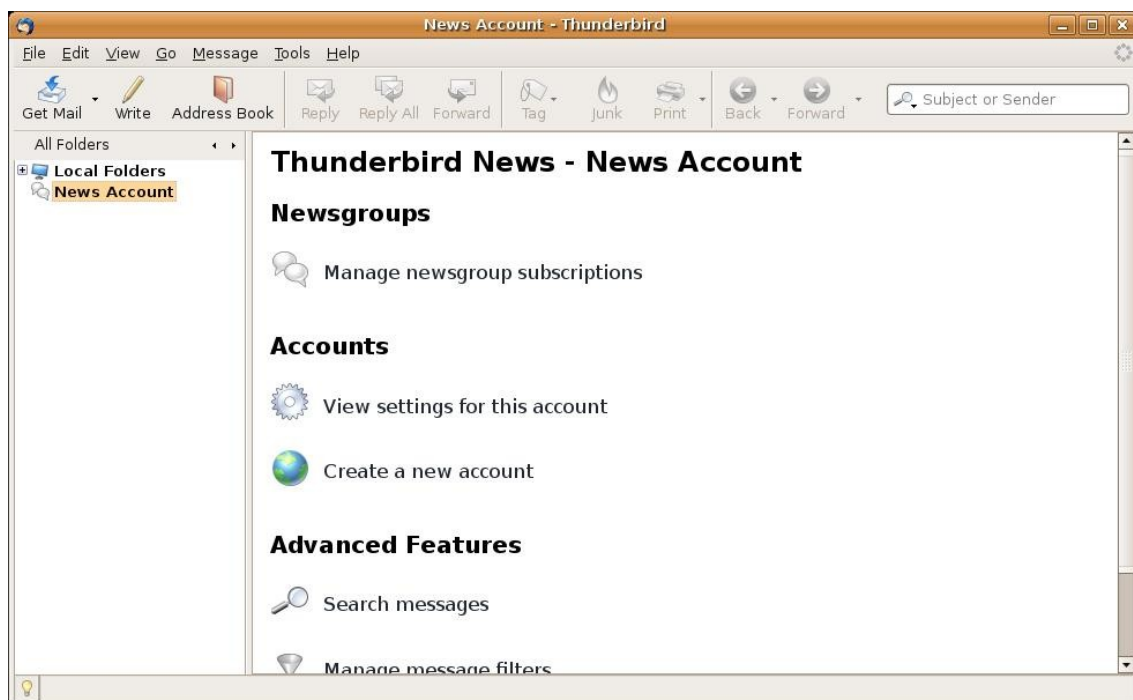 News Account - Thunderbird
File Edit View Go Message Tools Help
Get Mail Write Address Book Reply Reply All Forward Tag Junk Print Back Forward Subject or Sender
All Folders
Local Folders
News Account
Thunderbird News - News Account
Newsgroups
Manage newsgroup subscriptions
Accounts
View settings for this account
Create a new account
Advanced Features
Search messages
Manage message filters